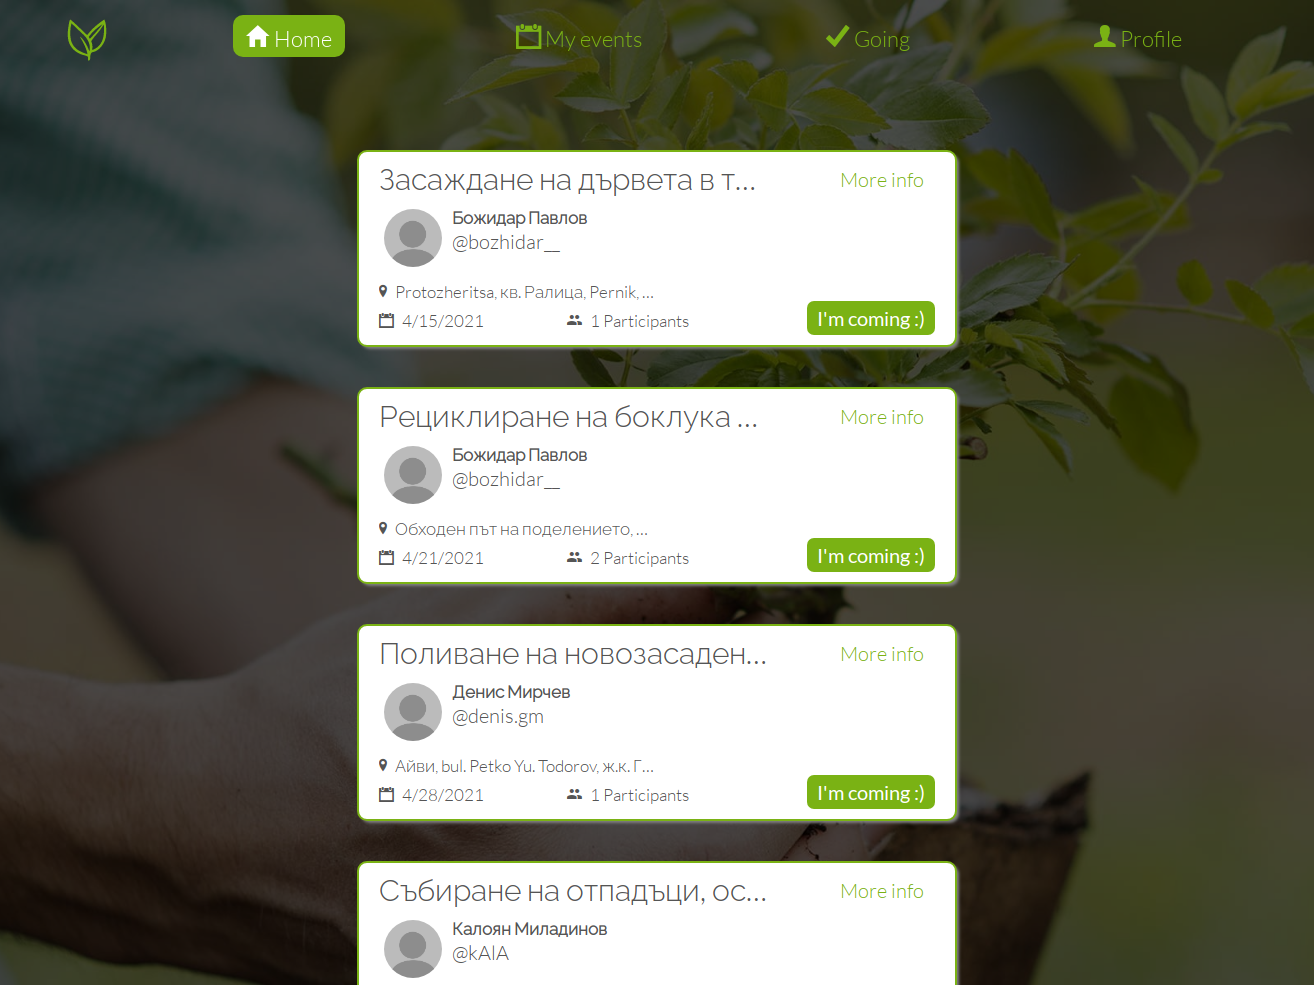 Home
My events
Going
Profile
Засаждане на дървета в т...
More info
Божидар Павлов
@bozhidar__
Protozheritsa, кв. Ралица, Pernik, ...
4/15/2021
1 Participants
I'm coming :)
Рециклиране на боклука ...
More info
Божидар Павлов
@bozhidar__
Обходен път на поделението, ...
4/21/2021
2 Participants
I'm coming :)
Поливане на новозасаден...
More info
Денис Мирчев
@denis.gm
Айви, bul. Petko Yu. Todorov, ж.к. Г...
4/28/2021
1 Participants
I'm coming :)
Събиране на отпадъци, ос...
More info
Калоян Миладинов
@kAlA